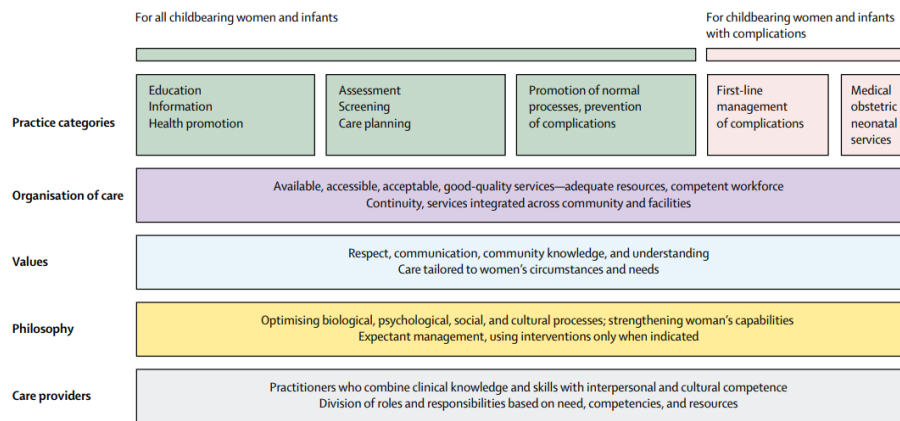 For all childbearing women and infants
For childbearing women and infants
with complications
Practice categories
Education
Information
Health promotion
Assessment
Screening
Care planning
Promotion of normal
processes, prevention
of complications
First-line
management
of complications
Medical
obstetric
neonatal
services
Organisation of care
Available, accessible, acceptable, good-quality services—adequate resources, competent workforce
Continuity, services integrated across community and facilities
Values
Respect, communication, community knowledge, and understanding
Care tailored to women's circumstances and needs
Philosophy
Optimising biological, psychological, social, and cultural processes; strengthening woman's capabilities
Expectant management, using interventions only when indicated
Care providers
Practitioners who combine clinical knowledge and skills with interpersonal and cultural competence
Division of roles and responsibilities based on need, competencies, and resources